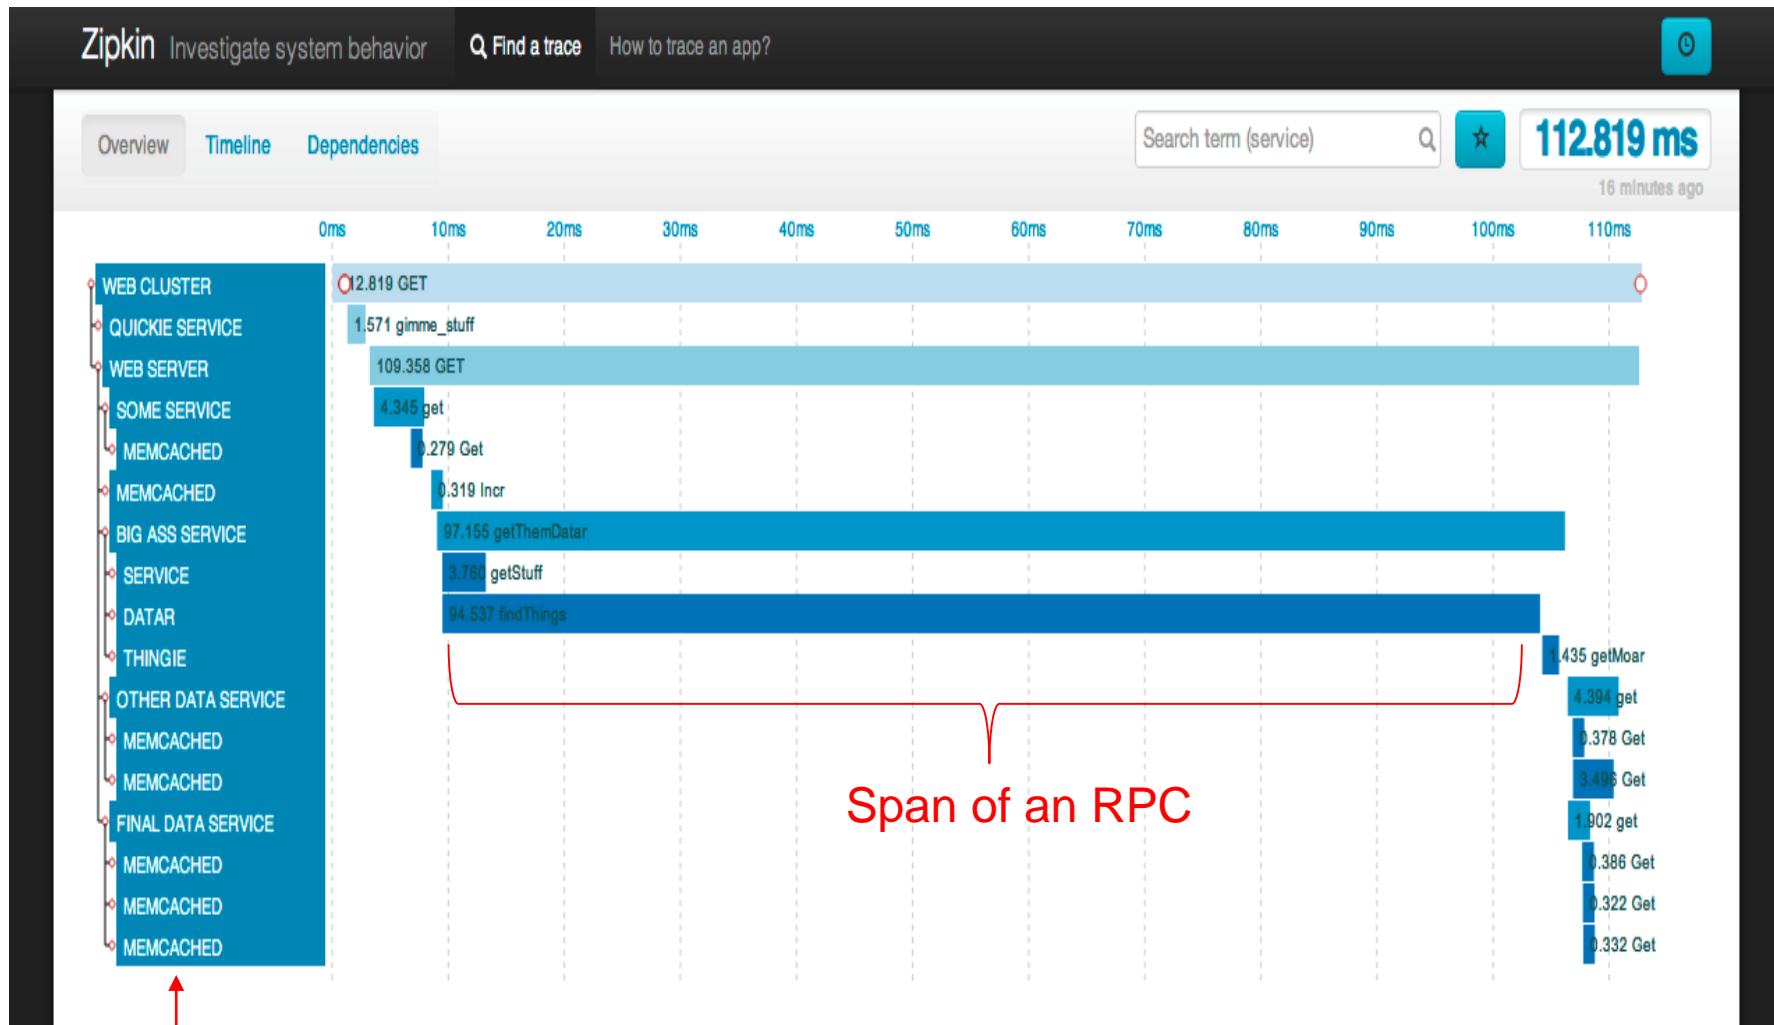 Zipkin Investigate system behavior Find a trace How to trace an app?
Overview Timeline Dependencies Search term (service) 112.819 ms
16 minutes ago
0ms 10ms 20ms 30ms 40ms 50ms 60ms 70ms 80ms 90ms 100ms 110ms
WEB CLUSTER 12.819 GET
QUICKIE SERVICE 1.571 gimme_stuff
WEB SERVER 109.358 GET
SOME SERVICE 4.345 get
MEMCACHED 0.279 Get
MEMCACHED 0.319 Incr
BIG ASS SERVICE 97.155 getThemDatar
SERVICE 3.760 getStuff
DATAR 94.537 findThings
THINGIE 1.435 getMoar
OTHER DATA SERVICE 4.394 get
MEMCACHED 0.378 Get
MEMCACHED 3.496 Get
Span of an RPC
FINAL DATA SERVICE 1.902 get
MEMCACHED 0.386 Get
MEMCACHED 0.322 Get
MEMCACHED 0.332 Get